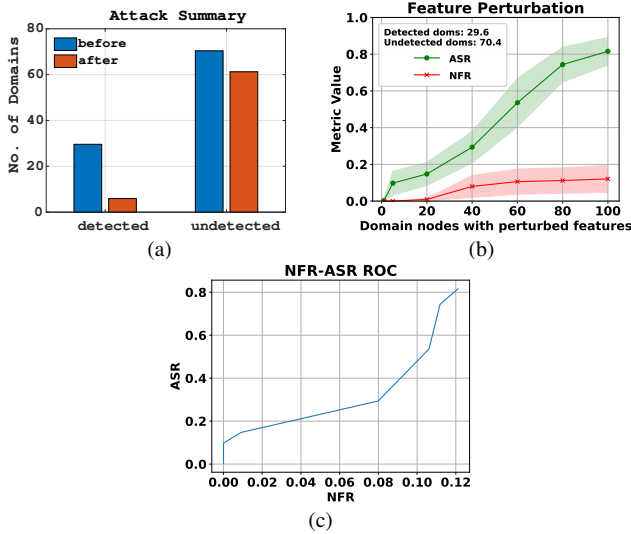 Attack Summary
No. of Domains
80
60
40
20
0
before
after
detected
undetected
(a)
Feature Perturbation
Metric Value
1.0
0.8
0.6
0.4
0.2
0.0
Detected doms: 29.6
Undetected doms: 70.4
ASR
NFR
0 20 40 60 80 100
Domain nodes with perturbed features
(b)
NFR-ASR ROC
ASR
0.8
0.6
0.4
0.2
0.0
0.00 0.02 0.04 0.06 0.08 0.10 0.12
NFR
(c)